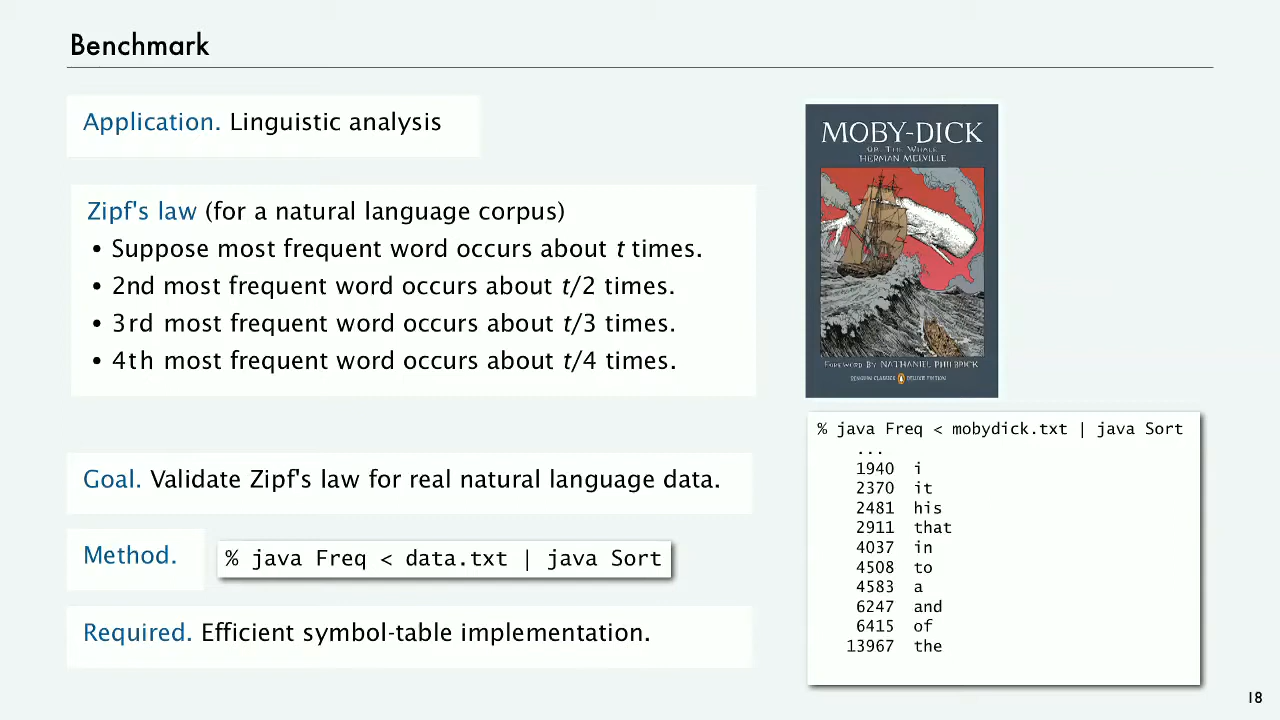 Benchmark
Application. Linguistic analysis
Zipf's law (for a natural language corpus)
• Suppose most frequent word occurs about t times.
• 2nd most frequent word occurs about t/2 times.
• 3rd most frequent word occurs about t/3 times.
• 4th most frequent word occurs about t/4 times.
Goal. Validate Zipf's law for real natural language data.
Method. % java Freq < data.txt | java Sort
Required. Efficient symbol-table implementation.
MOBY-DICK
OR, THE WHALE
HERMAN MELVILLE
FOREWORD BY NATHANIEL PHILBRICK
PENGUIN CLASSICS DELUXE EDITION
% java Freq < mobydick.txt | java Sort
...
1940 i
2370 it
2481 his
2911 that
4037 in
4508 to
4583 a
6247 and
6415 of
13967 the
18